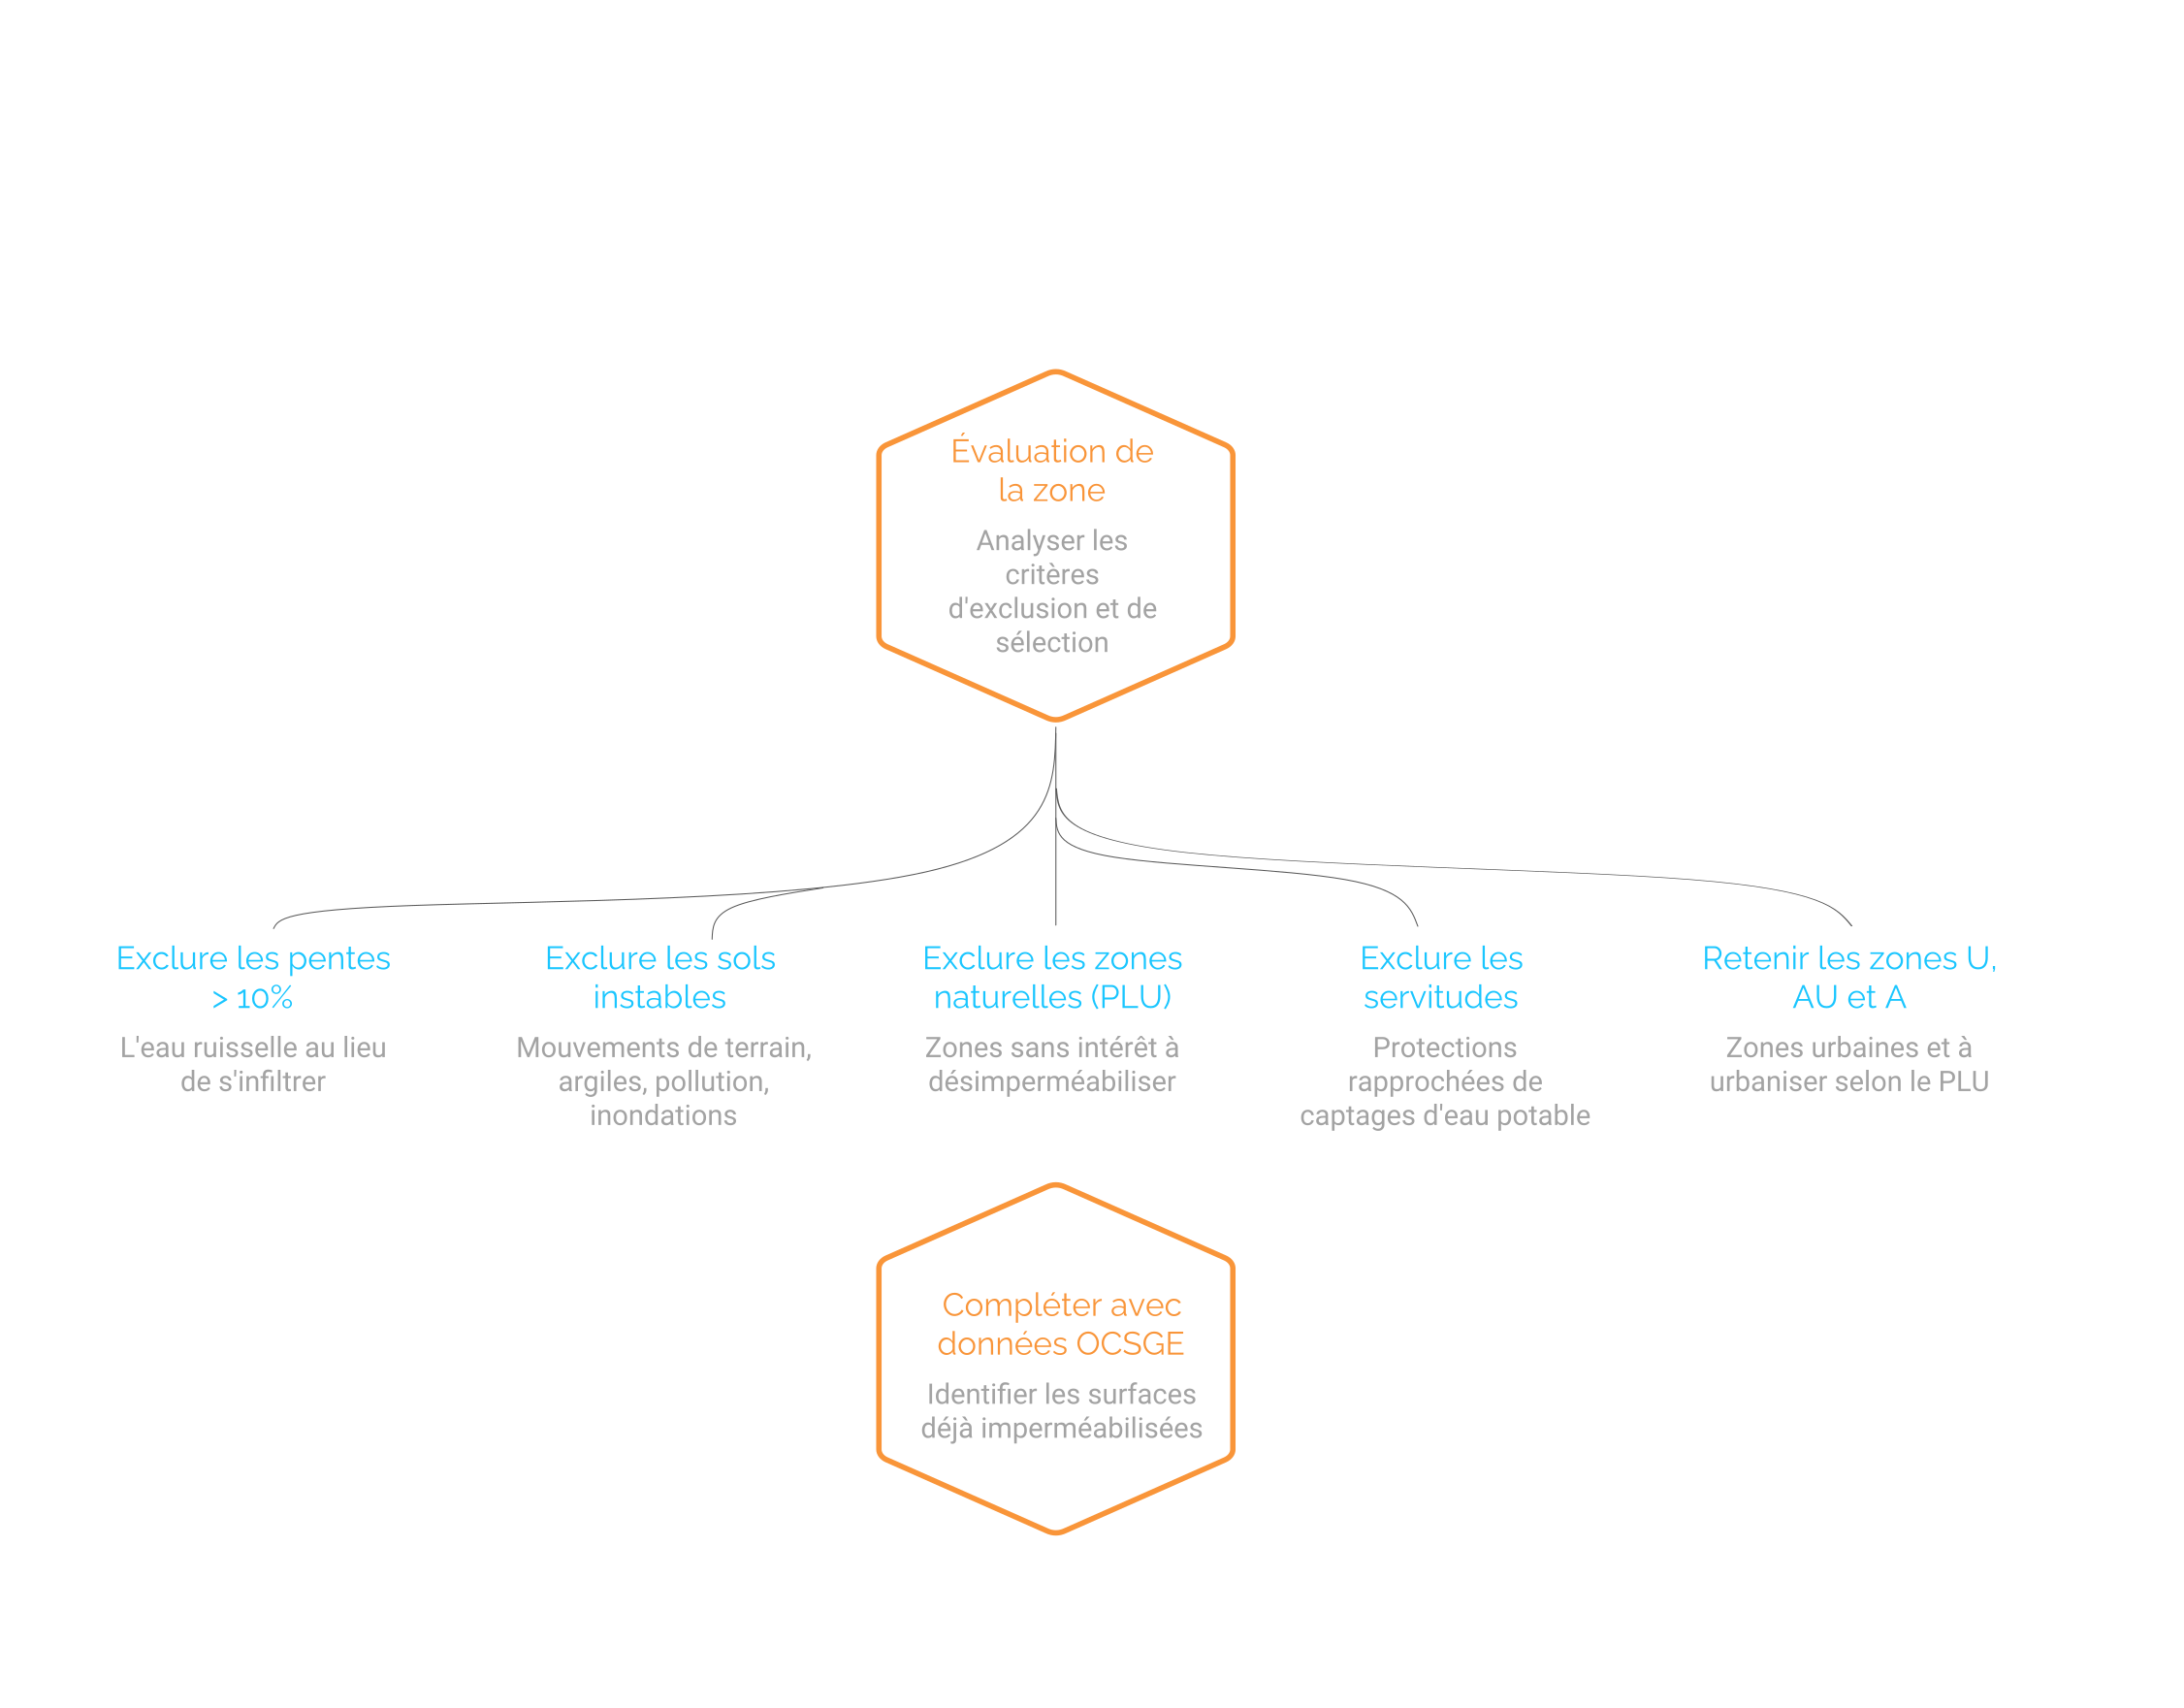 Évaluation de
la zone
Analyser les
critères
d'exclusion et de
sélection
Exclure les pentes
> 10%
L'eau ruisselle au lieu
de s'infiltrer
Exclure les sols
instables
Mouvements de terrain,
argiles, pollution,
inondations
Exclure les zones
naturelles (PLU)
Zones sans intérêt à
désimperméabiliser
Exclure les
servitudes
Protections
rapprochées de
captages d'eau potable
Retenir les zones U,
AU et A
Zones urbaines et à
urbaniser selon le PLU
Compléter avec
données OCSGE
Identifier les surfaces
déjà imperméabilisées